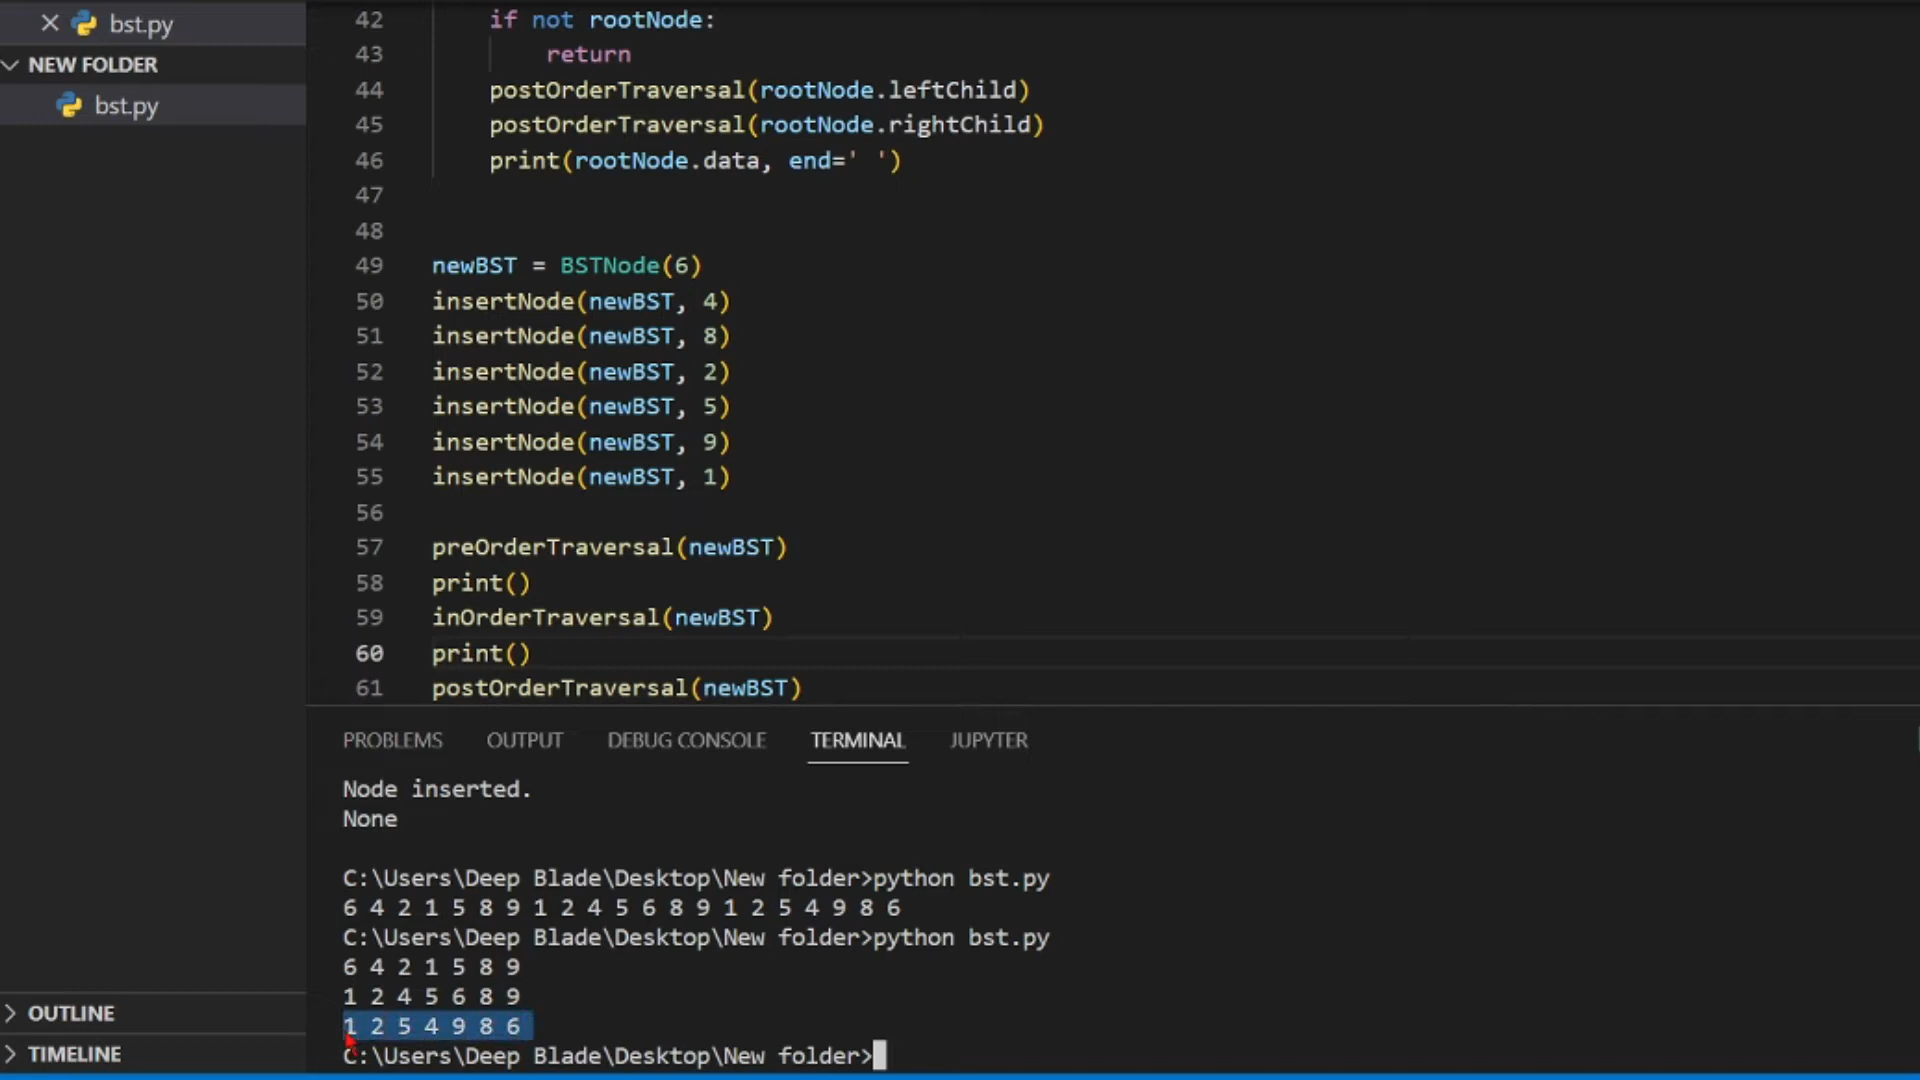 bst.py
NEW FOLDER
bst.py
OUTLINE
TIMELINE
42 if not rootNode:
43 return
44 postOrderTraversal(rootNode.leftChild)
45 postOrderTraversal(rootNode.rightChild)
46 print(rootNode.data, end=' ')
47
48
49 newBST = BSTNode(6)
50 insertNode(newBST, 4)
51 insertNode(newBST, 8)
52 insertNode(newBST, 2)
53 insertNode(newBST, 5)
54 insertNode(newBST, 9)
55 insertNode(newBST, 1)
56
57 preOrderTraversal(newBST)
58 print()
59 inOrderTraversal(newBST)
60 print()
61 postOrderTraversal(newBST)
PROBLEMS OUTPUT DEBUG CONSOLE TERMINAL JUPYTER
Node inserted.
None
C:\Users\Deep Blade\Desktop\New folder>python bst.py
6 4 2 1 5 8 9 1 2 4 5 6 8 9 1 2 5 4 9 8 6
C:\Users\Deep Blade\Desktop\New folder>python bst.py
6 4 2 1 5 8 9
1 2 4 5 6 8 9
1 2 5 4 9 8 6
C:\Users\Deep Blade\Desktop\New folder>